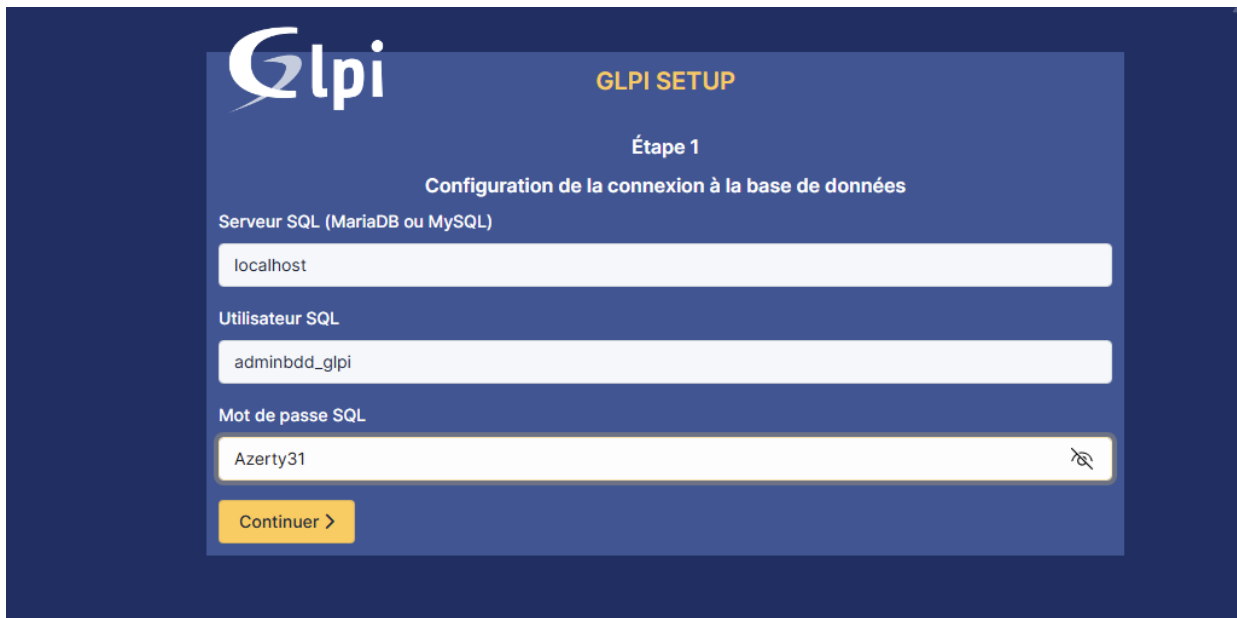 Glpi
GLPI SETUP
Étape 1
Configuration de la connexion à la base de données
Serveur SQL (MariaDB ou MySQL)
localhost
Utilisateur SQL
adminbdd_glpi
Mot de passe SQL
Azerty31
Continuer >